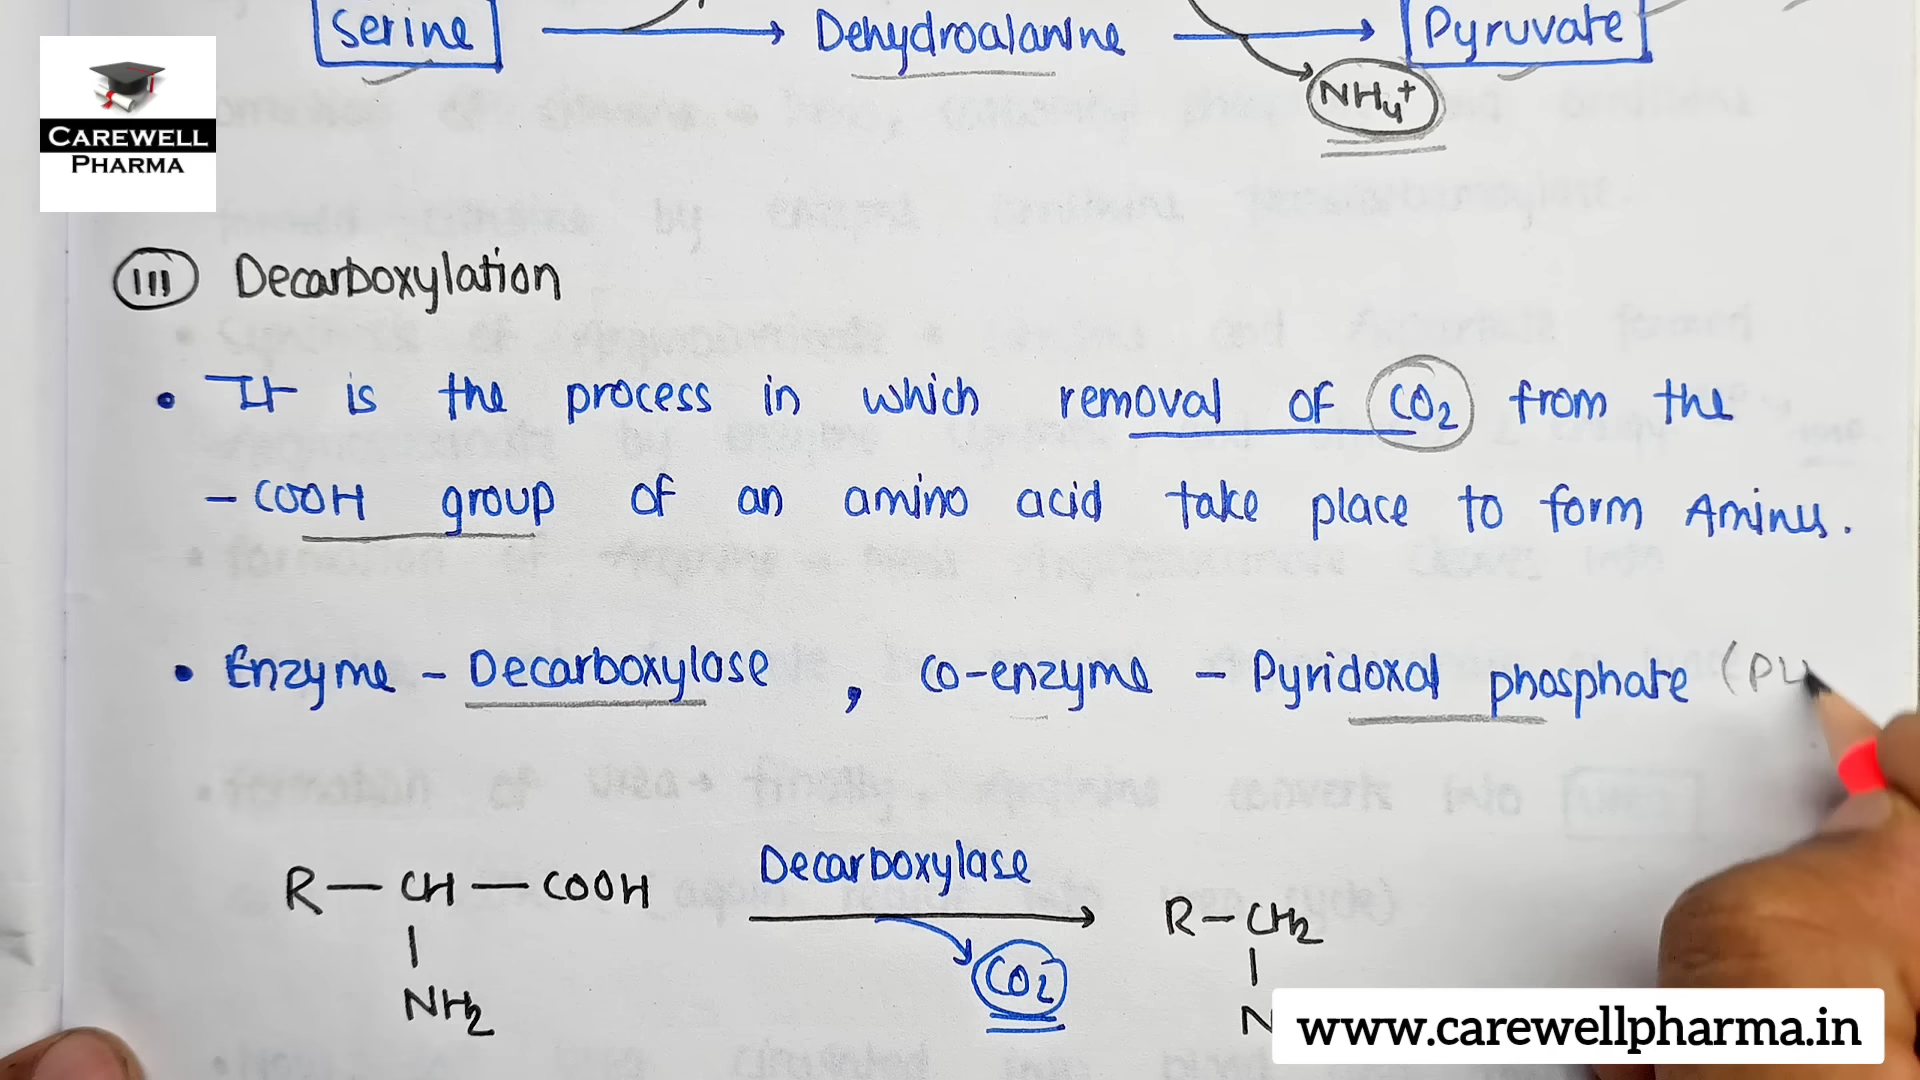 Serine → Dehydroalanine → Pyruvate
NH4+
CAREWELL
PHARMA
III Decarboxylation
• It is the process in which removal of CO2 from the
- COOH group of an amino acid take place to form Amines.
• Enzyme - Decarboxylase , Co-enzyme - Pyridoxal phosphate (PL
Decarboxylase
R — CH — COOH → R — CH2
CO2
NH2 N
www.carewellpharma.in